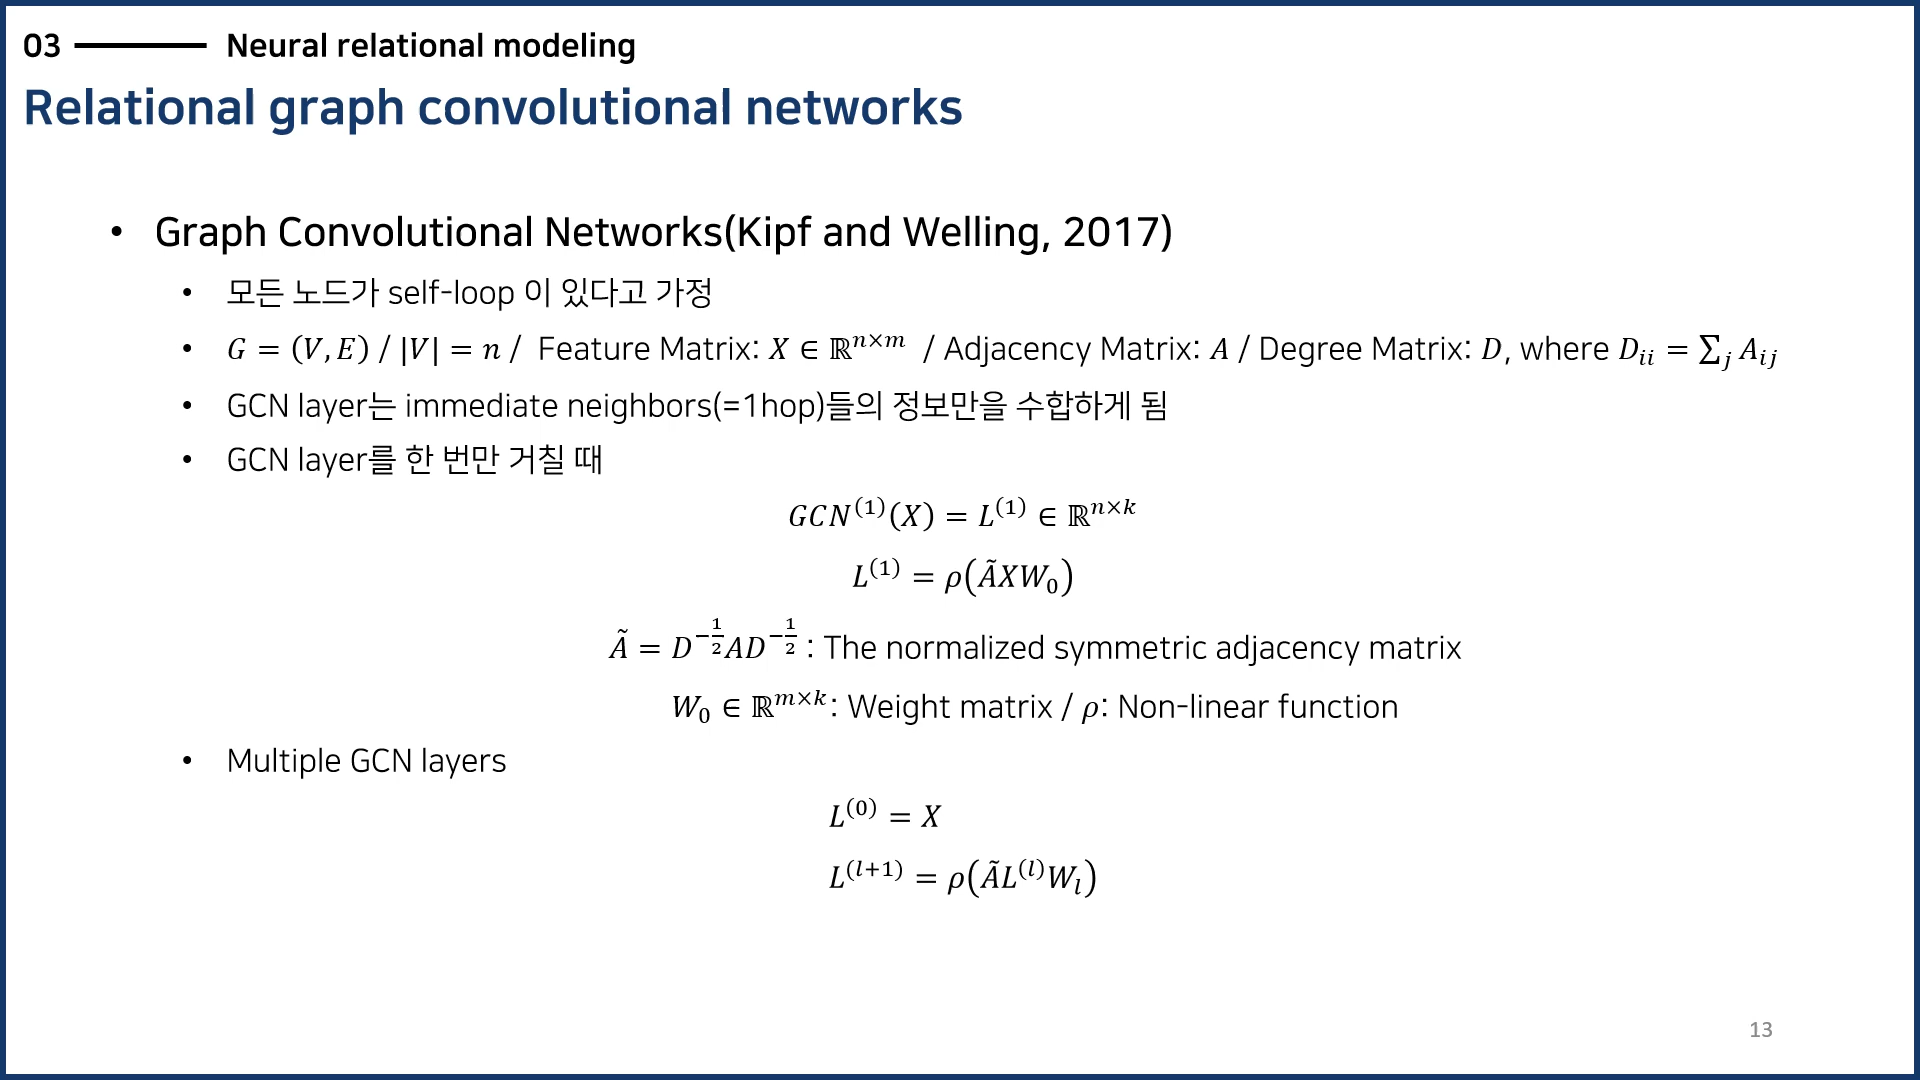 03 Neural relational modeling
Relational graph convolutional networks
• Graph Convolutional Networks(Kipf and Welling, 2017)
• 모든 노드가 self-loop 이 있다고 가정
• G = (V, E) / |V| = n / Feature Matrix: X ∈ ℝ^{n×m} / Adjacency Matrix: A / Degree Matrix: D, where D_{ii} = ∑_j A_{ij}
• GCN layer는 immediate neighbors(=1hop)들의 정보만을 수합하게 됨
• GCN layer를 한 번만 거칠 때
GCN^{(1)}(X) = L^{(1)} ∈ ℝ^{n×k}
L^{(1)} = ρ(ÃXW_0)
Ã = D^{-\frac{1}{2}}AD^{-\frac{1}{2}} : The normalized symmetric adjacency matrix
W_0 ∈ ℝ^{m×k}: Weight matrix / ρ: Non-linear function
• Multiple GCN layers
L^{(0)} = X
L^{(l+1)} = ρ(ÃL^{(l)}W_l)
13